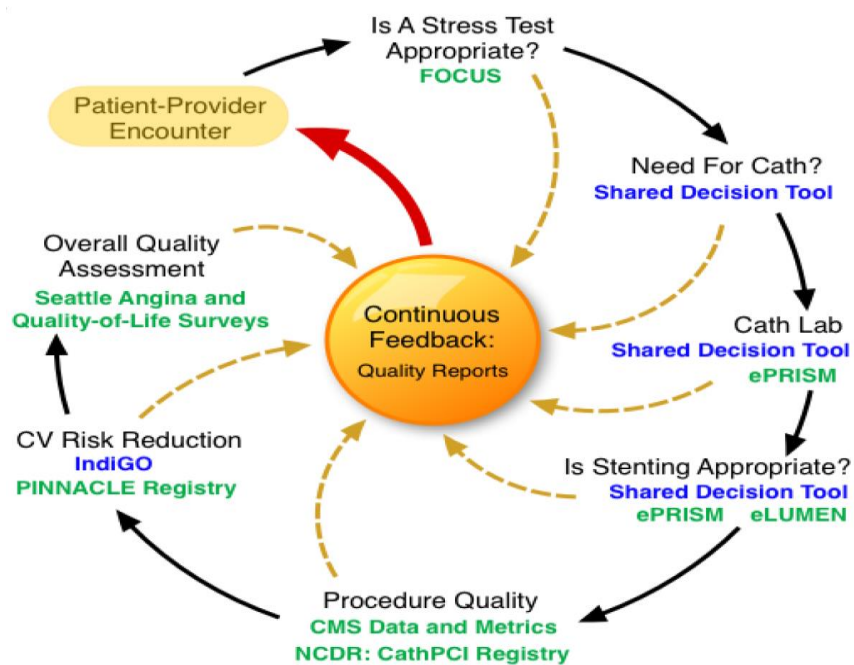 Is A Stress Test
Appropriate?
FOCUS
Patient-Provider
Encounter
Need For Cath?
Shared Decision Tool
Overall Quality
Assessment
Seattle Angina and
Quality-of-Life Surveys
Continuous
Feedback:
Quality Reports
Cath Lab
Shared Decision Tool
ePRISM
CV Risk Reduction
IndiGO
PINNACLE Registry
Is Stenting Appropriate?
Shared Decision Tool
ePRISM eLUMEN
Procedure Quality
CMS Data and Metrics
NCDR: CathPCI Registry